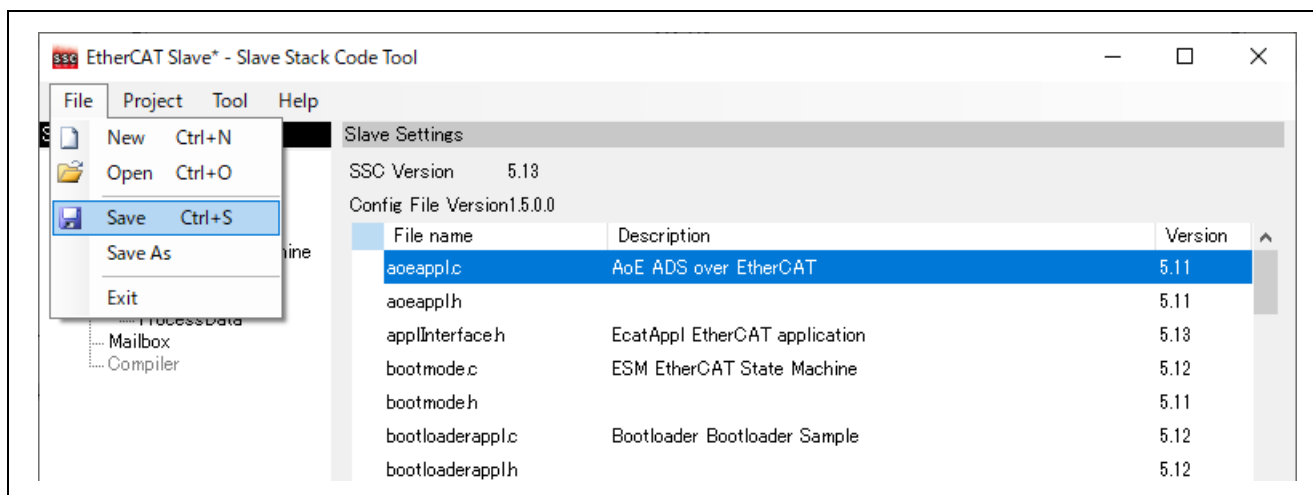 SSC EtherCAT Slave* - Slave Stack Code Tool
File Project Tool Help
New Ctrl+N
Open Ctrl+O
Save Ctrl+S
Save As
Exit
ProcessData
Mailbox
Compiler
Slave Settings
SSC Version 5.13
Config File Version1.5.0.0
File name Description Version
aoeappl.c AoE ADS over EtherCAT 5.11
aoeappl.h 5.11
applInterface.h EcatAppl EtherCAT application 5.13
bootmode.c ESM EtherCAT State Machine 5.12
bootmode.h 5.11
bootloaderappl.c Bootloader Bootloader Sample 5.12
bootloaderappl.h 5.12